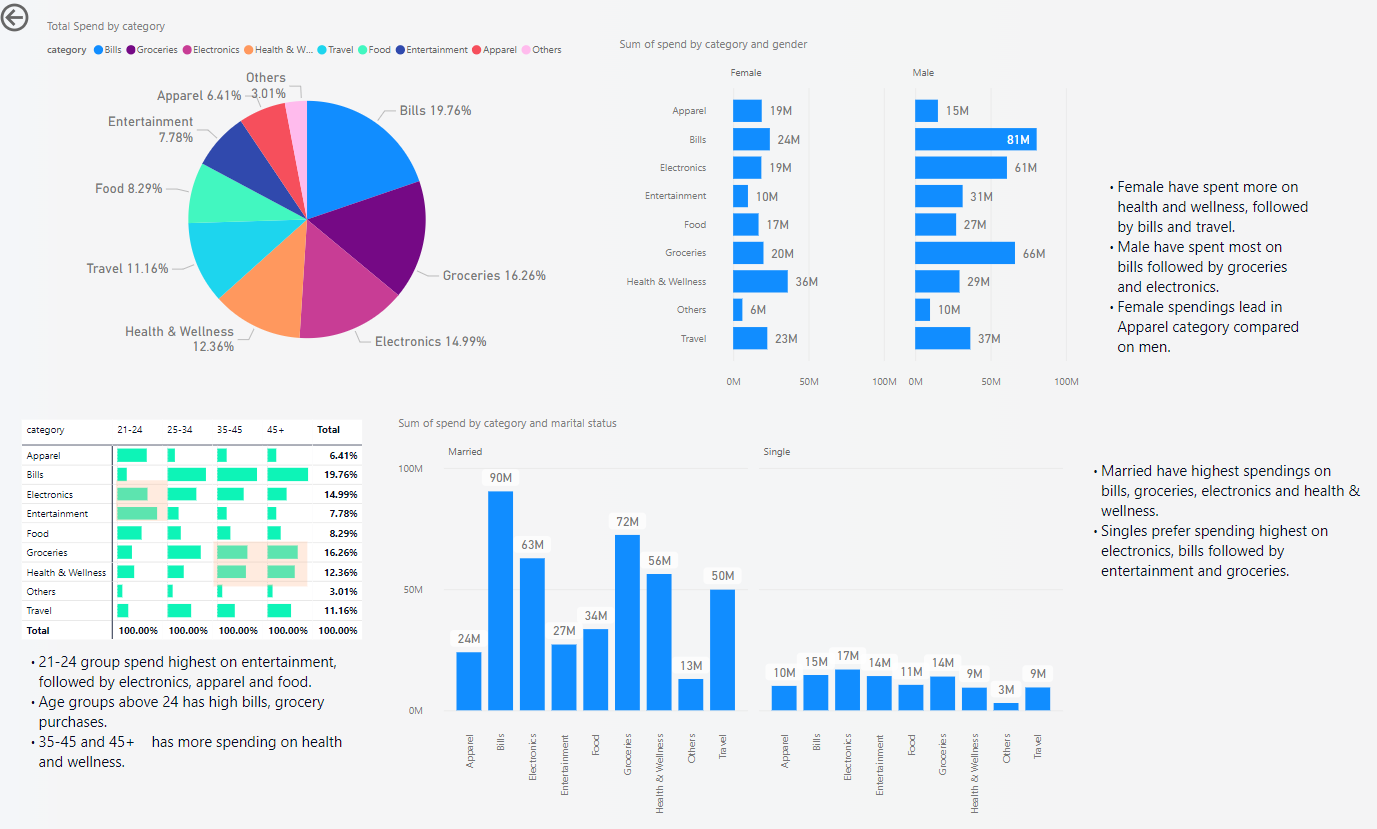 Total Spend by category
category Bills Groceries Electronics Health & W... Travel Food Entertainment Apparel Others
Others
3.01%
Apparel 6.41%
Entertainment
7.78%
Food 8.29%
Travel 11.16%
Health & Wellness
12.36%
Bills 19.76%
Groceries 16.26%
Electronics 14.99%
Sum of spend by category and gender
Female Male
Apparel 19M 15M
Bills 24M 81M
Electronics 19M 61M
Entertainment 10M 31M
Food 17M 27M
Groceries 20M 66M
Health & Wellness 36M 29M
Others 6M 10M
Travel 23M 37M
0M 50M 100M 0M 50M 100M
• Female have spent more on
health and wellness, followed
by bills and travel.
• Male have spent most on
bills followed by groceries
and electronics.
• Female spendings lead in
Apparel category compared
on men.
category 21-24 25-34 35-45 45+ Total
Apparel 6.41%
Bills 19.76%
Electronics 14.99%
Entertainment 7.78%
Food 8.29%
Groceries 16.26%
Health & Wellness 12.36%
Others 3.01%
Travel 11.16%
Total 100.00% 100.00% 100.00% 100.00% 100.00%
• 21-24 group spend highest on entertainment,
followed by electronics, apparel and food.
• Age groups above 24 has high bills, grocery
purchases.
• 35-45 and 45+ has more spending on health
and wellness.
Sum of spend by category and marital status
Married Single
100M
50M
0M
24M 90M 63M 27M 34M 72M 56M 13M 50M
10M 15M 17M 14M 11M 14M 9M 3M 9M
Apparel Bills Electronics Entertainment Food Groceries Health & Wellness Others Travel
Apparel Bills Electronics Entertainment Food Groceries Health & Wellness Others Travel
• Married have highest spendings on
bills, groceries, electronics and health &
wellness.
• Singles prefer spending highest on
electronics, bills followed by
entertainment and groceries.